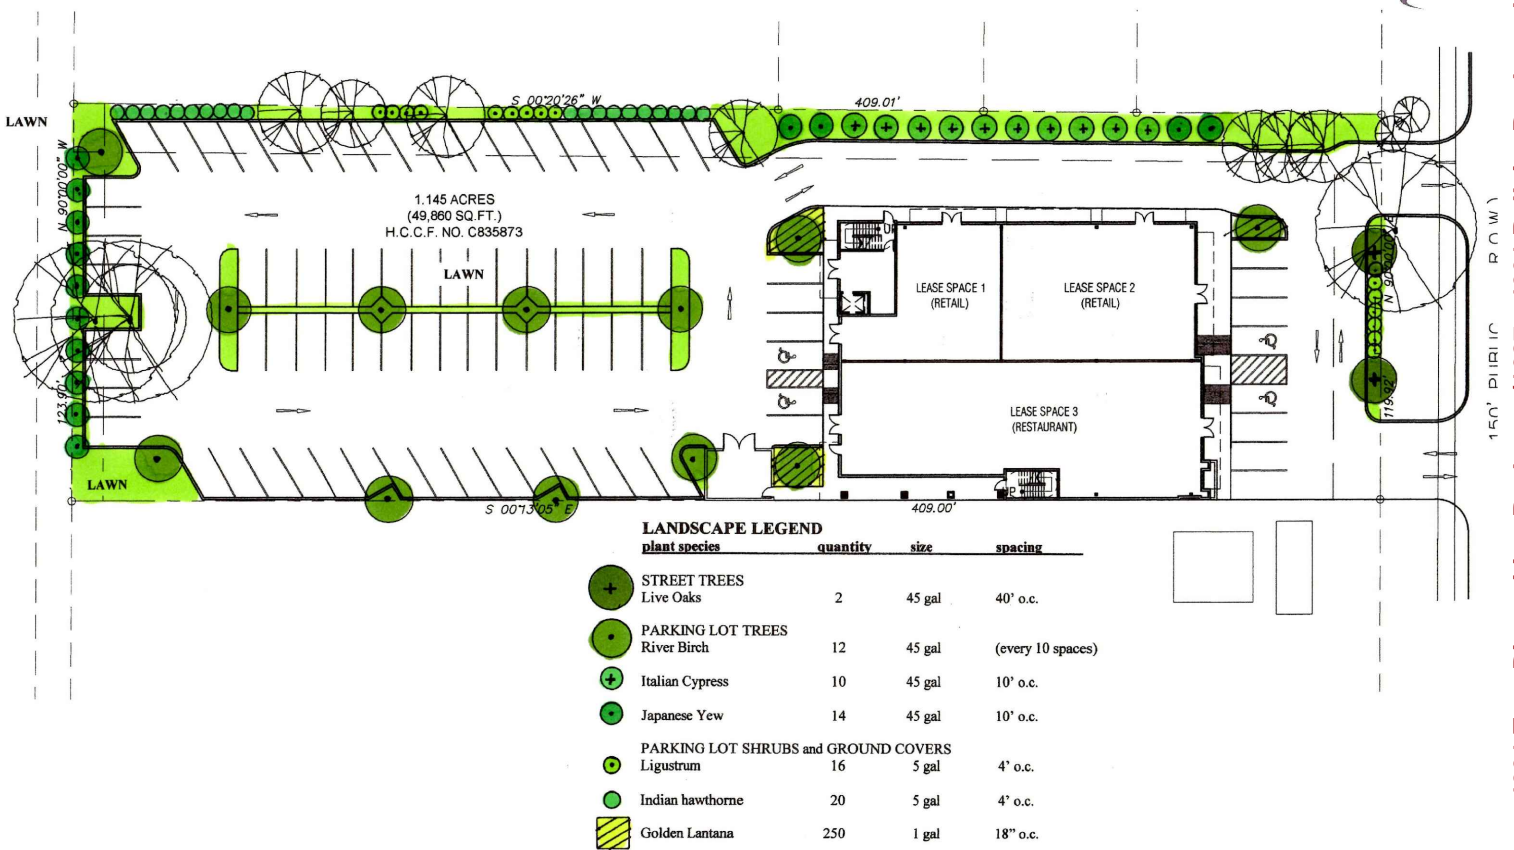 S 00°20'26" W
409.01'
LAWN
N 90°00'00" W
1.145 ACRES
(49,860 SQ.FT.)
H.C.C.F. NO. C835873
LAWN
LEASE SPACE 1
(RETAIL)
LEASE SPACE 2
(RETAIL)
LEASE SPACE 3
(RESTAURANT)
123.90'
119.92'
LAWN
S 00°13'05" E
409.00'
150' PUBLIC R.O.W.)
LANDSCAPE LEGEND
plant species quantity size spacing
STREET TREES
Live Oaks 2 45 gal 40' o.c.
PARKING LOT TREES
River Birch 12 45 gal (every 10 spaces)
Italian Cypress 10 45 gal 10' o.c.
Japanese Yew 14 45 gal 10' o.c.
PARKING LOT SHRUBS and GROUND COVERS
Ligustrum 16 5 gal 4' o.c.
Indian hawthorne 20 5 gal 4' o.c.
Golden Lantana 250 1 gal 18" o.c.